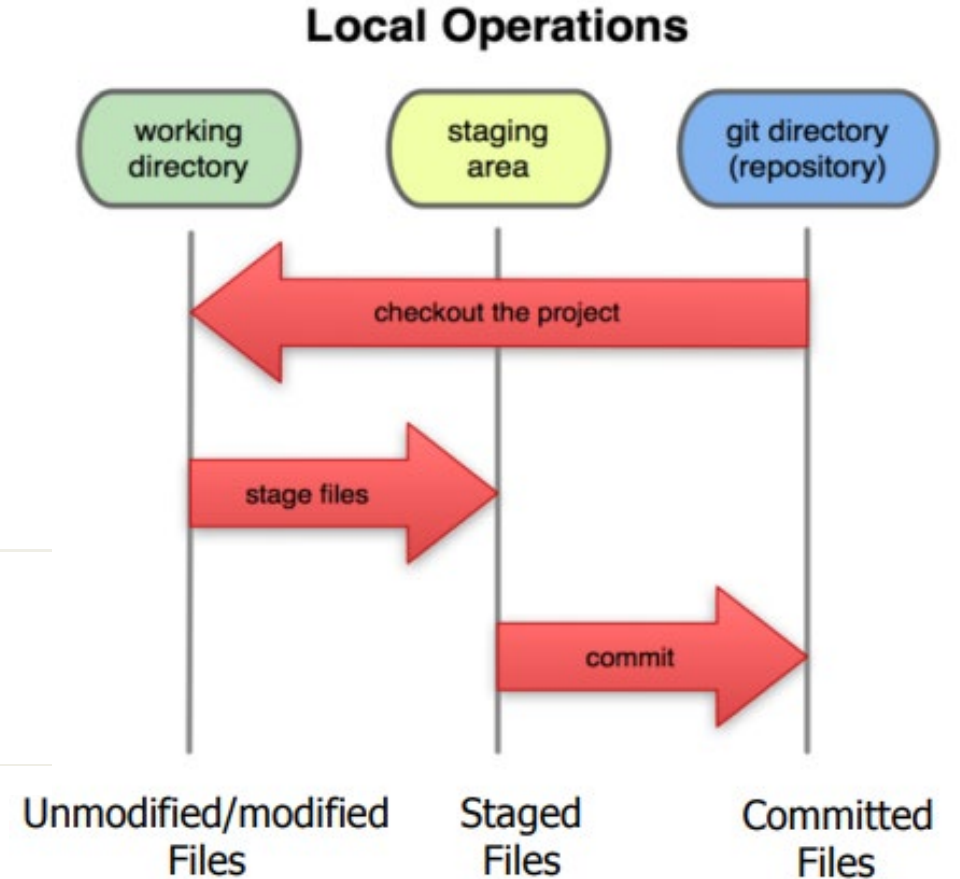 Local Operations
working
directory
staging
area
git directory
(repository)
checkout the project
stage files
commit
Unmodified/modified
Files
Staged
Files
Committed
Files